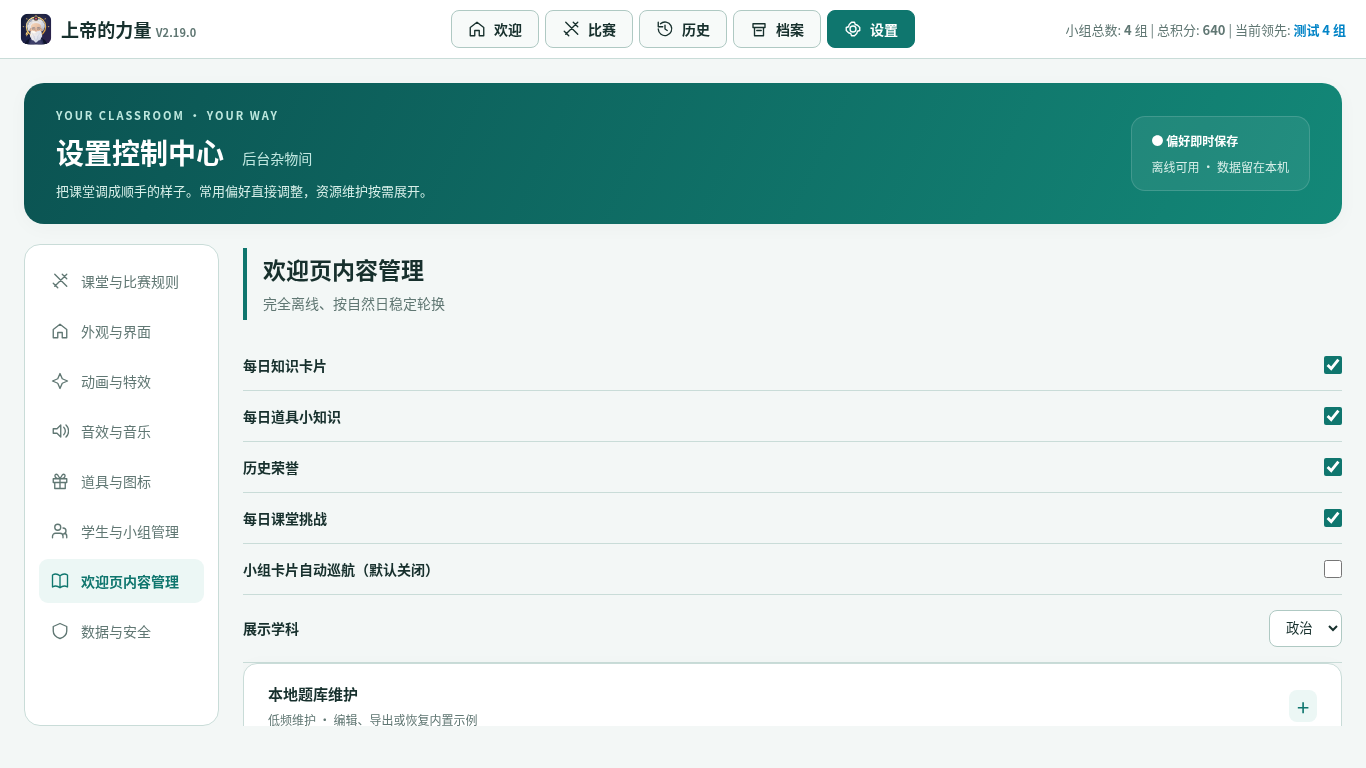 上帝的力量 V2.19.0
欢迎
比赛
历史
档案
设置
小组总数: 4 组 | 总积分: 640 | 当前领先: 测试 4 组
YOUR CLASSROOM · YOUR WAY
设置控制中心 后台杂物间
把课堂调成顺手的样子。常用偏好直接调整，资源维护按需展开。
偏好即时保存
离线可用 · 数据留在本机
课堂与比赛规则
外观与界面
动画与特效
音效与音乐
道具与图标
学生与小组管理
欢迎页内容管理
数据与安全
欢迎页内容管理
完全离线、按自然日稳定轮换
每日知识卡片
每日道具小知识
历史荣誉
每日课堂挑战
小组卡片自动巡航（默认关闭）
展示学科
政治
本地题库维护
低频维护 · 编辑、导出或恢复内置示例
+